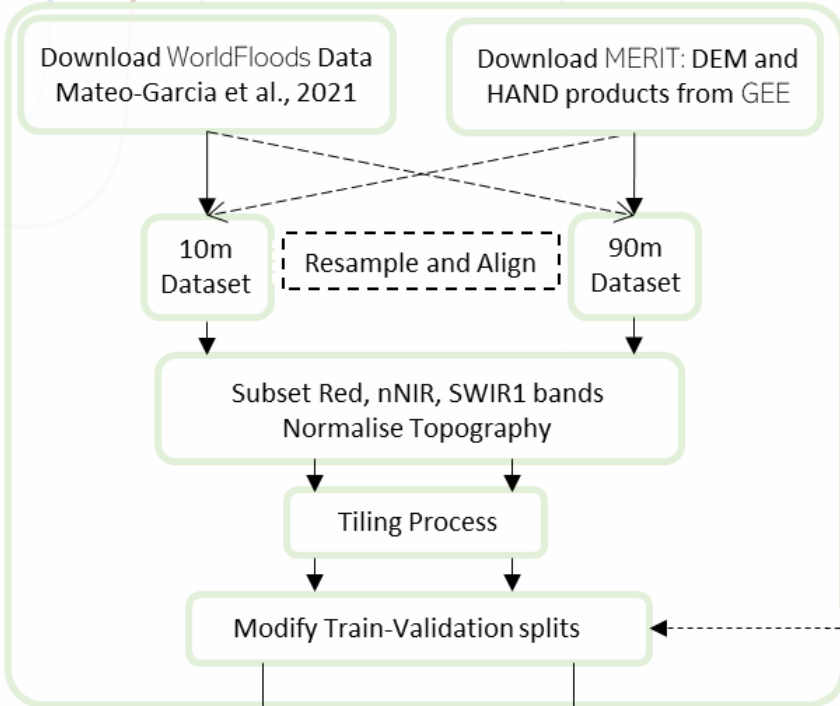 Download WorldFloods Data
Mateo-Garcia et al., 2021
Download MERIT: DEM and
HAND products from GEE
10m
Dataset
Resample and Align
90m
Dataset
Subset Red, nNIR, SWIR1 bands
Normalise Topography
Tiling Process
Modify Train-Validation splits